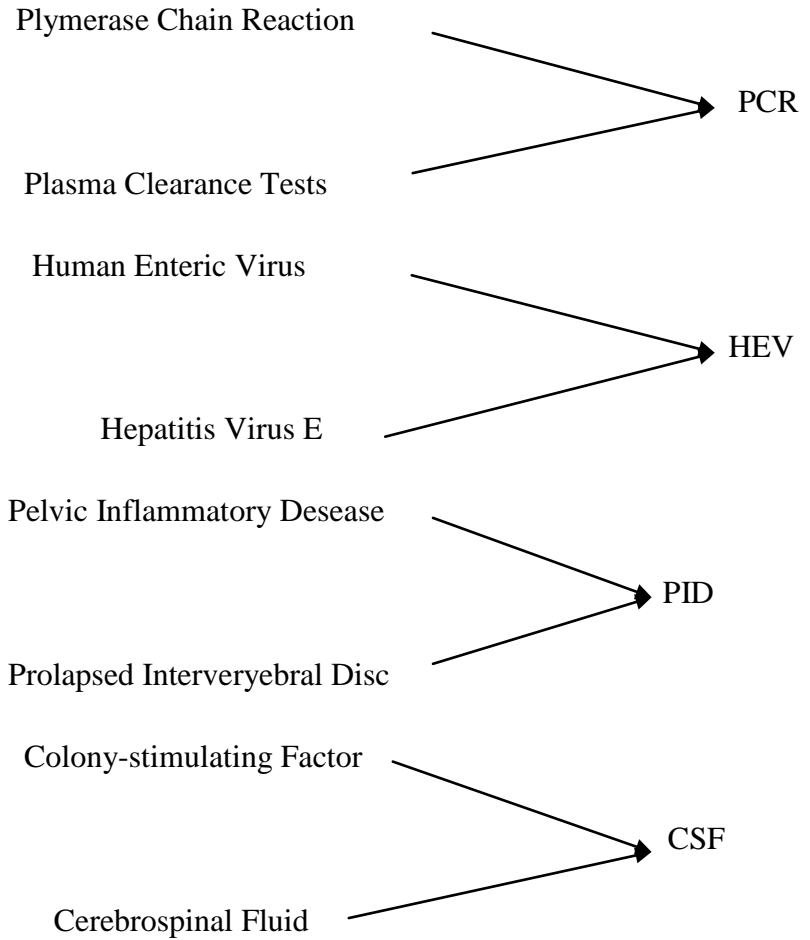 Plymerase Chain Reaction
PCR
Plasma Clearance Tests
Human Enteric Virus
HEV
Hepatitis Virus E
Pelvic Inflammatory Desease
PID
Prolapsed Interveryebral Disc
Colony-stimulating Factor
CSF
Cerebrospinal Fluid